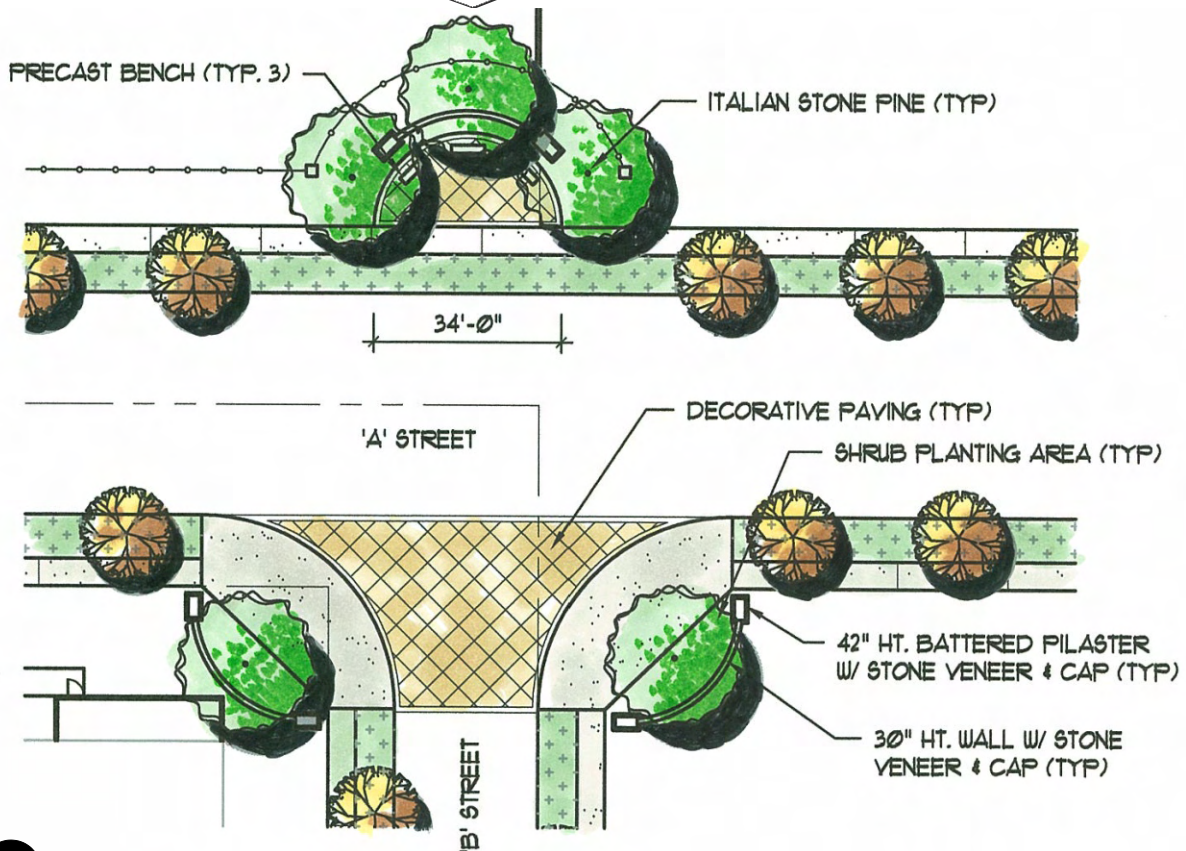 PRECAST BENCH (TYP. 3)
ITALIAN STONE PINE (TYP)
34'-0"
DECORATIVE PAVING (TYP)
'A' STREET
SHRUB PLANTING AREA (TYP)
42" HT. BATTERED PILASTER
W/ STONE VENEER & CAP (TYP)
30" HT. WALL W/ STONE
VENEER & CAP (TYP)
'B' STREET